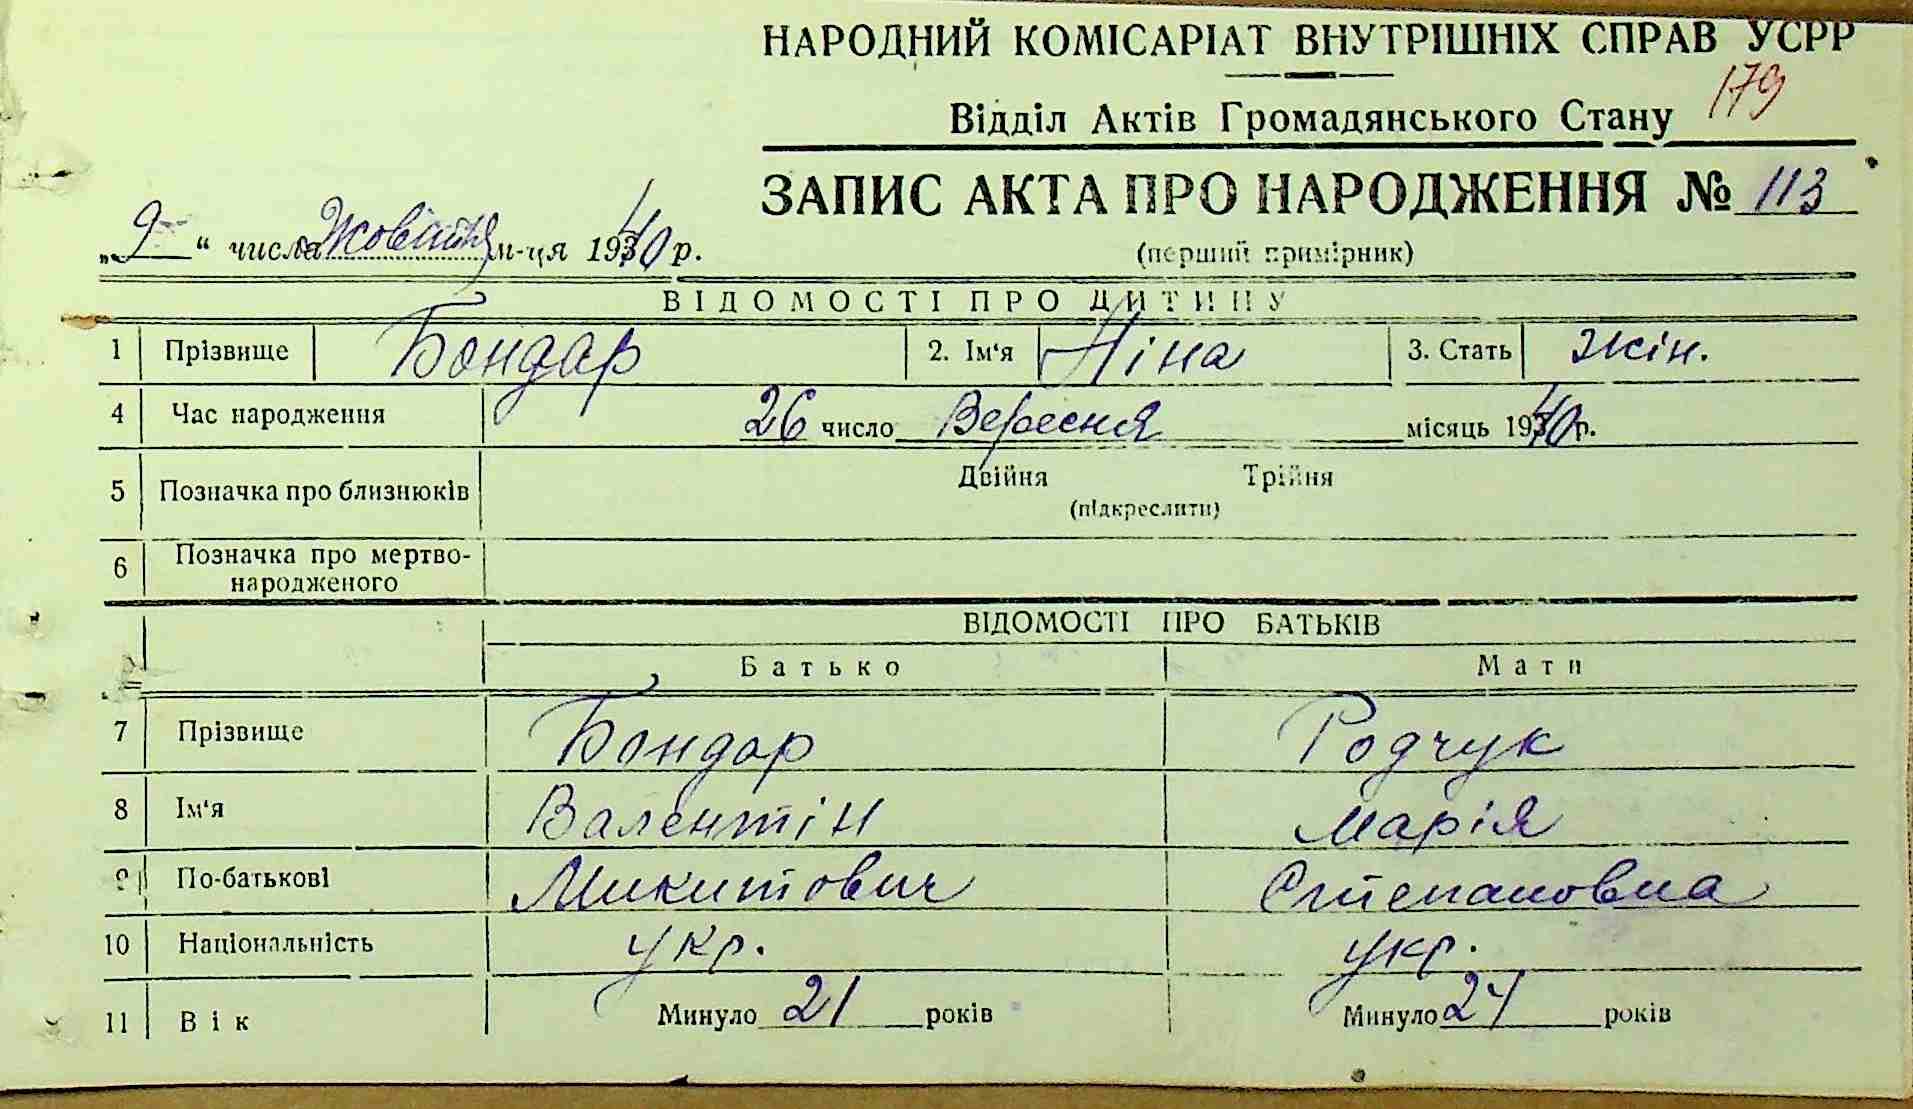 НАРОДНИЙ КОМІСАРІАТ ВНУТРІШНІХ СПРАВ УСРР
179
Відділ Актів Громадянського Стану
ЗАПИС АКТА ПРО НАРОДЖЕННЯ № 113
„9“ числа Жовтня м-ця 1940 р.
(перший примірник)
ВІДОМОСТІ ПРО ДИТИНУ
1 Прізвище Бондар 2. Ім‘я Ніна 3. Стать жін.
4 Час народження 26 число Вересня місяць 1940 р.
5 Позначка про близнюків Двійня Трійня
(підкреслити)
6 Позначка про мертво-
народженого
ВІДОМОСТІ ПРО БАТЬКІВ
Батько Мати
7 Прізвище Бондар Родчук
8 Ім‘я Валентін Марія
9 По-батькові Микитович Степановна
10 Національність укр. укр.
11 Вік Минуло 21 років Минуло 24 років